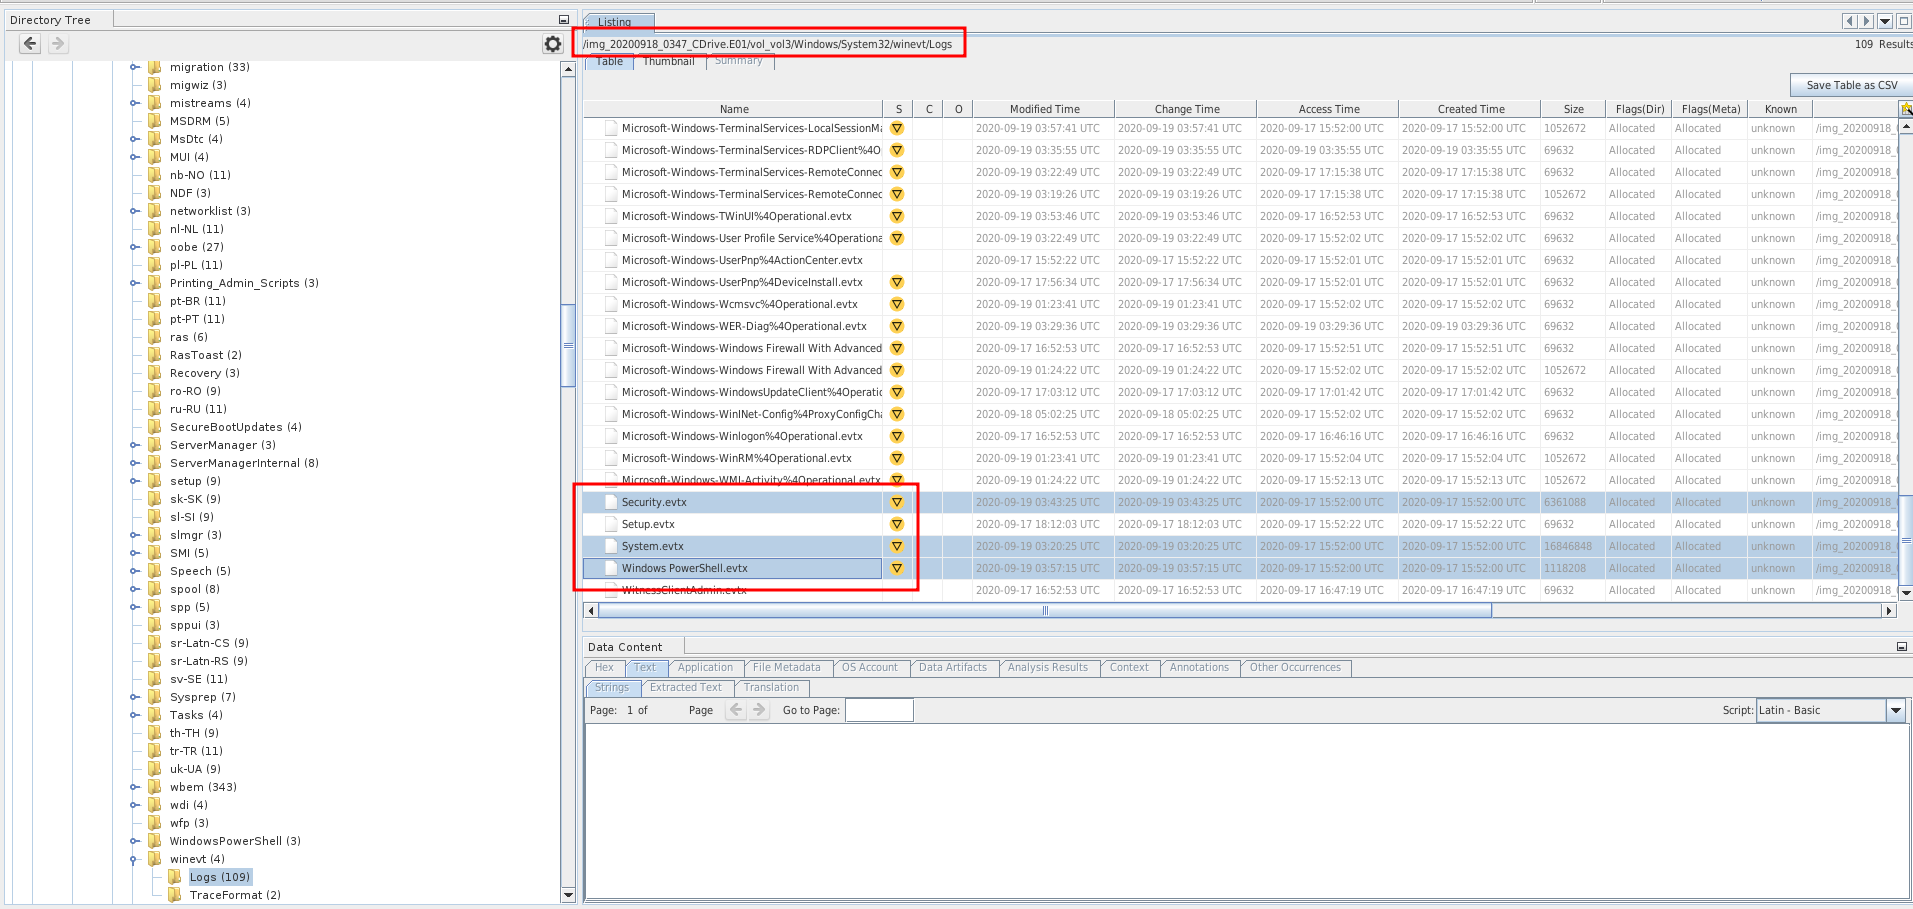 Directory Tree
migration (33)
migwiz (3)
mistreams (4)
MSDRM (5)
MsDtc (4)
MUI (4)
nb-NO (11)
NDF (3)
networklist (3)
nl-NL (11)
oobe (27)
pl-PL (11)
Printing_Admin_Scripts (3)
pt-BR (11)
pt-PT (11)
ras (6)
RasToast (2)
Recovery (3)
ro-RO (9)
ru-RU (11)
SecureBootUpdates (4)
ServerManager (3)
ServerManagerInternal (8)
setup (9)
sk-SK (9)
sl-SI (9)
slmgr (3)
SMI (5)
Speech (5)
spool (8)
spp (5)
sppui (3)
sr-Latn-CS (9)
sr-Latn-RS (9)
sv-SE (11)
Sysprep (7)
Tasks (4)
th-TH (9)
tr-TR (11)
uk-UA (9)
wbem (343)
wdi (4)
wfp (3)
WindowsPowerShell (3)
winevt (4)
Logs (109)
TraceFormat (2)
Listing
/img_20200918_0347_CDrive.E01/vol_vol3/Windows/System32/winevt/Logs
109 Results
Table Thumbnail Summary
Save Table as CSV
Name S C O Modified Time Change Time Access Time Created Time Size Flags(Dir) Flags(Meta) Known
Microsoft-Windows-TerminalServices-LocalSessionMa 2020-09-19 03:57:41 UTC 2020-09-19 03:57:41 UTC 2020-09-17 15:52:00 UTC 2020-09-17 15:52:00 UTC 1052672 Allocated Allocated unknown /img_20200918_
Microsoft-Windows-TerminalServices-RDPClient%4O 2020-09-19 03:35:55 UTC 2020-09-19 03:35:55 UTC 2020-09-19 03:35:55 UTC 2020-09-19 03:35:55 UTC 69632 Allocated Allocated unknown /img_20200918_
Microsoft-Windows-TerminalServices-RemoteConnec 2020-09-19 03:22:49 UTC 2020-09-19 03:22:49 UTC 2020-09-17 17:15:38 UTC 2020-09-17 17:15:38 UTC 69632 Allocated Allocated unknown /img_20200918_
Microsoft-Windows-TerminalServices-RemoteConnec 2020-09-19 03:19:26 UTC 2020-09-19 03:19:26 UTC 2020-09-17 17:15:38 UTC 2020-09-17 17:15:38 UTC 1052672 Allocated Allocated unknown /img_20200918_
Microsoft-Windows-TWinUI%4Operational.evtx 2020-09-19 03:53:46 UTC 2020-09-19 03:53:46 UTC 2020-09-17 16:52:53 UTC 2020-09-17 16:52:53 UTC 69632 Allocated Allocated unknown /img_20200918_
Microsoft-Windows-User Profile Service%4Operationa 2020-09-19 03:22:49 UTC 2020-09-19 03:22:49 UTC 2020-09-17 15:52:02 UTC 2020-09-17 15:52:02 UTC 69632 Allocated Allocated unknown /img_20200918_
Microsoft-Windows-UserPnp%4ActionCenter.evtx 2020-09-17 15:52:22 UTC 2020-09-17 15:52:22 UTC 2020-09-17 15:52:01 UTC 2020-09-17 15:52:01 UTC 69632 Allocated Allocated unknown /img_20200918_
Microsoft-Windows-UserPnp%4DeviceInstall.evtx 2020-09-17 17:56:34 UTC 2020-09-17 17:56:34 UTC 2020-09-17 15:52:01 UTC 2020-09-17 15:52:01 UTC 69632 Allocated Allocated unknown /img_20200918_
Microsoft-Windows-Wcmsvc%4Operational.evtx 2020-09-19 01:23:41 UTC 2020-09-19 01:23:41 UTC 2020-09-17 15:52:02 UTC 2020-09-17 15:52:02 UTC 69632 Allocated Allocated unknown /img_20200918_
Microsoft-Windows-WER-Diag%4Operational.evtx 2020-09-19 03:29:36 UTC 2020-09-19 03:29:36 UTC 2020-09-19 03:29:36 UTC 2020-09-19 03:29:36 UTC 69632 Allocated Allocated unknown /img_20200918_
Microsoft-Windows-Windows Firewall With Advanced 2020-09-17 16:52:53 UTC 2020-09-17 16:52:53 UTC 2020-09-17 15:52:51 UTC 2020-09-17 15:52:51 UTC 69632 Allocated Allocated unknown /img_20200918_
Microsoft-Windows-Windows Firewall With Advanced 2020-09-19 01:24:22 UTC 2020-09-19 01:24:22 UTC 2020-09-17 15:52:02 UTC 2020-09-17 15:52:02 UTC 1052672 Allocated Allocated unknown /img_20200918_
Microsoft-Windows-WindowsUpdateClient%4Operatic 2020-09-17 17:03:12 UTC 2020-09-17 17:03:12 UTC 2020-09-17 17:01:42 UTC 2020-09-17 17:01:42 UTC 69632 Allocated Allocated unknown /img_20200918_
Microsoft-Windows-WinINet-Config%4ProxyConfigCha 2020-09-18 05:02:25 UTC 2020-09-18 05:02:25 UTC 2020-09-17 15:52:02 UTC 2020-09-17 15:52:02 UTC 69632 Allocated Allocated unknown /img_20200918_
Microsoft-Windows-Winlogon%4Operational.evtx 2020-09-17 16:52:53 UTC 2020-09-17 16:52:53 UTC 2020-09-17 16:46:16 UTC 2020-09-17 16:46:16 UTC 69632 Allocated Allocated unknown /img_20200918_
Microsoft-Windows-WinRM%4Operational.evtx 2020-09-19 01:23:41 UTC 2020-09-19 01:23:41 UTC 2020-09-17 15:52:04 UTC 2020-09-17 15:52:04 UTC 1052672 Allocated Allocated unknown /img_20200918_
Microsoft-Windows-WMI-Activity%4Operational.evtx 2020-09-19 01:24:22 UTC 2020-09-19 01:24:22 UTC 2020-09-17 15:52:13 UTC 2020-09-17 15:52:13 UTC 1052672 Allocated Allocated unknown /img_20200918_
Security.evtx 2020-09-19 03:43:25 UTC 2020-09-19 03:43:25 UTC 2020-09-17 15:52:00 UTC 2020-09-17 15:52:00 UTC 6361088 Allocated Allocated unknown /img_20200918_
Setup.evtx 2020-09-17 18:12:03 UTC 2020-09-17 18:12:03 UTC 2020-09-17 15:52:22 UTC 2020-09-17 15:52:22 UTC 69632 Allocated Allocated unknown /img_20200918_
System.evtx 2020-09-19 03:20:25 UTC 2020-09-19 03:20:25 UTC 2020-09-17 15:52:00 UTC 2020-09-17 15:52:00 UTC 16846848 Allocated Allocated unknown /img_20200918_
Windows PowerShell.evtx 2020-09-19 03:57:15 UTC 2020-09-19 03:57:15 UTC 2020-09-17 15:52:00 UTC 2020-09-17 15:52:00 UTC 1118208 Allocated Allocated unknown /img_20200918_
WitnessClientAdmin.evtx 2020-09-17 16:52:53 UTC 2020-09-17 16:52:53 UTC 2020-09-17 16:47:19 UTC 2020-09-17 16:47:19 UTC 69632 Allocated Allocated unknown /img_20200918_
Data Content
Hex Text Application File Metadata OS Account Data Artifacts Analysis Results Context Annotations Other Occurrences
Strings Extracted Text Translation
Page: 1 of Page Go to Page: Script: Latin - Basic